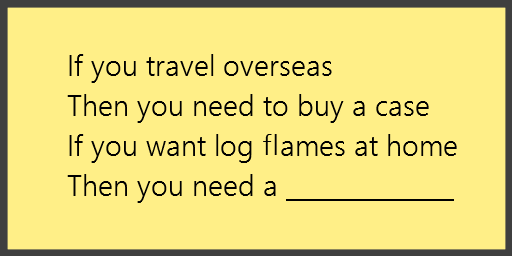 If you travel overseas
Then you need to buy a case
If you want log flames at home
Then you need a ____________